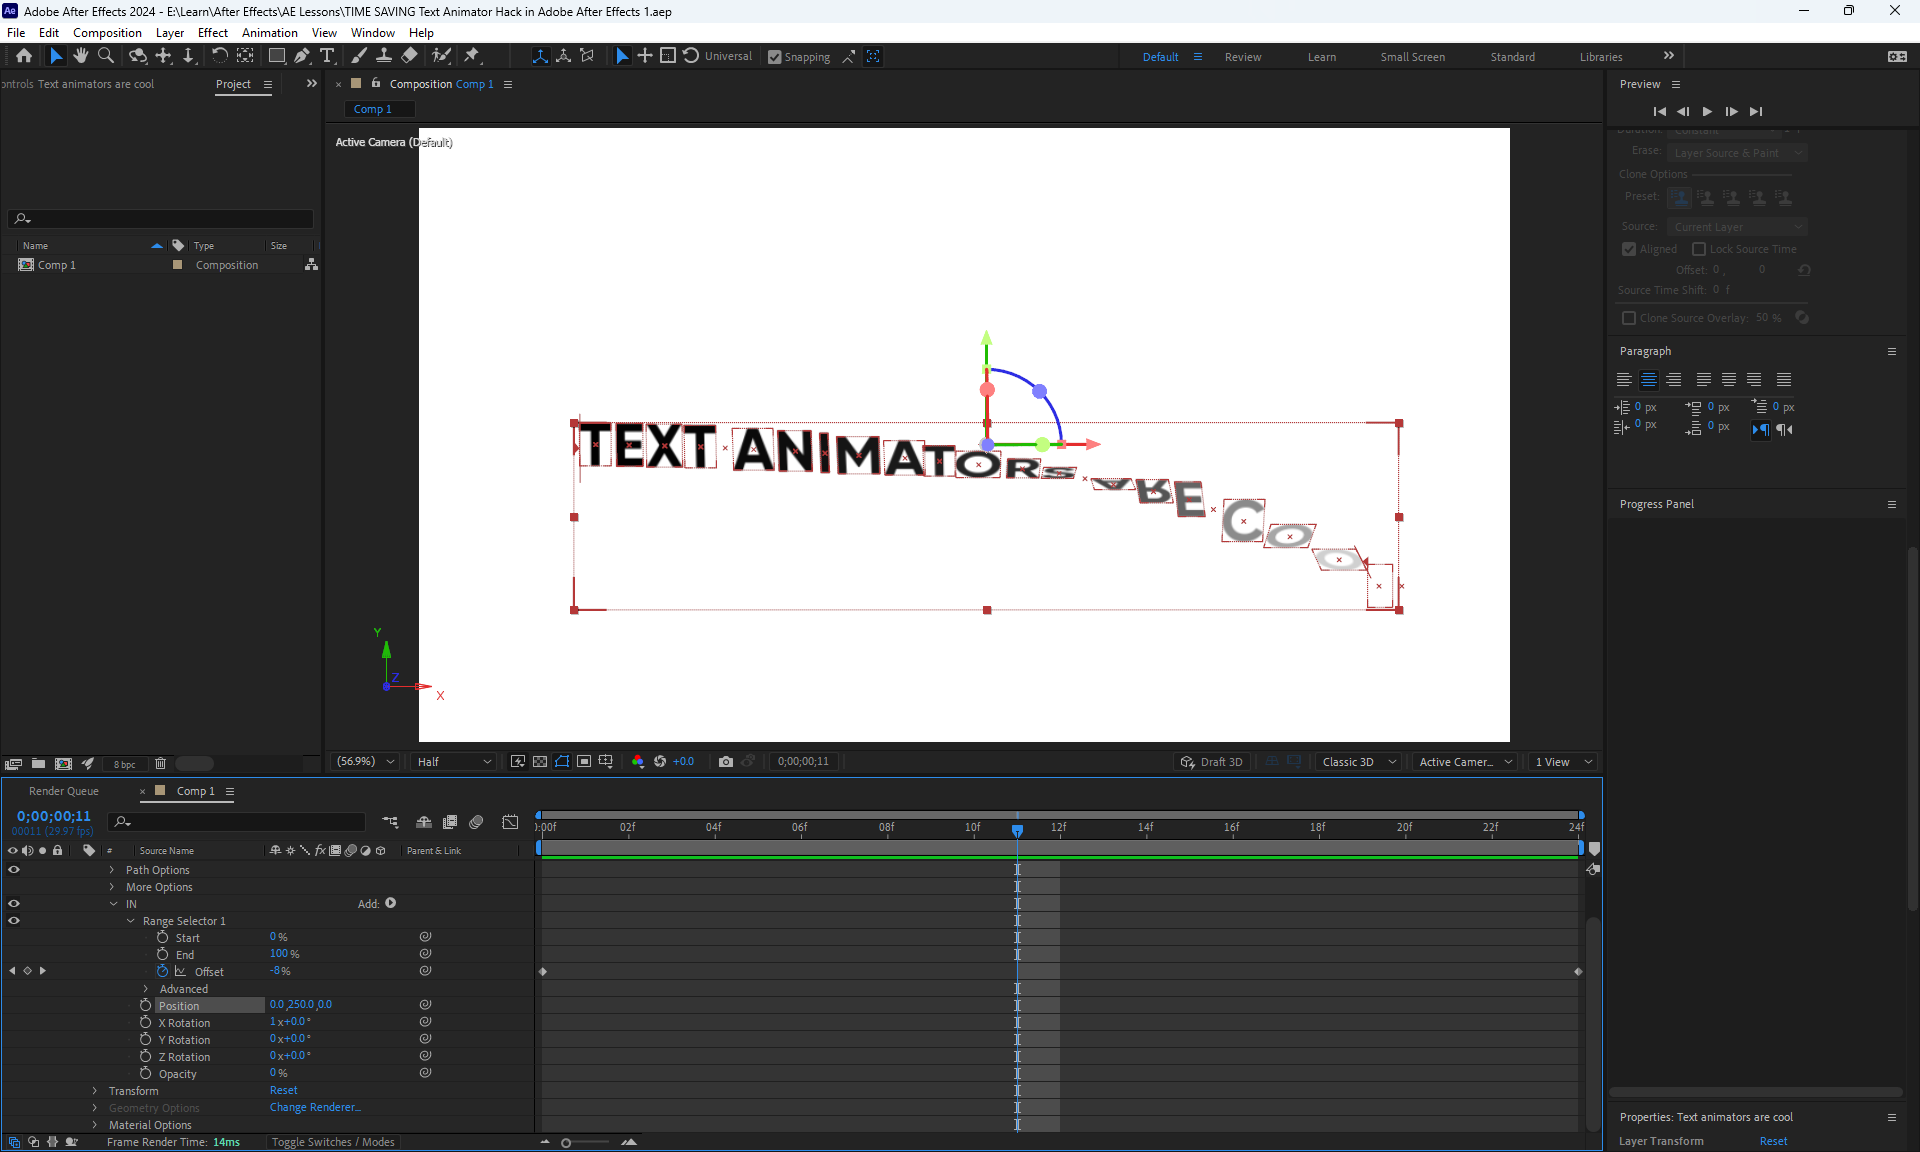 Adobe After Effects 2024 - E:\Learn\After Effects\AE Lessons\TIME SAVING Text Animator Hack in Adobe After Effects 1.aep
File Edit Composition Layer Effect Animation View Window Help
Universal Snapping Default Review Learn Small Screen Standard Libraries
ontrols Text animators are cool Project
Composition Comp 1
Preview
Comp 1
Active Camera (Default)
Duration: Constant
Erase: Layer Source & Paint
Clone Options
Preset:
Source: Current Layer
Aligned Lock Source Time
Offset: 0 , 0
Source Time Shift: 0 f
Clone Source Overlay: 50 %
Name Type Size
Comp 1 Composition
Paragraph
0 px 0 px 0 px
0 px 0 px
Progress Panel
TEXT ANIMATORS ARE COO
Y
Z
X
8 bpc
(56.9%) Half +0.0 0;00;00;11 Draft 3D Classic 3D Active Camer... 1 View
Render Queue Comp 1
0;00;00;11
00011 (29.97 fps)
):00f 02f 04f 06f 08f 10f 12f 14f 16f 18f 20f 22f 24f
# Source Name fx Parent & Link
Path Options
More Options
IN Add:
Range Selector 1
Start 0%
End 100%
Offset -8%
Advanced
Position 0.0,250.0,0.0
X Rotation 1x+0.0°
Y Rotation 0x+0.0°
Z Rotation 0x+0.0°
Opacity 0%
Transform Reset
Geometry Options Change Renderer...
Material Options
Frame Render Time: 14ms Toggle Switches / Modes
Properties: Text animators are cool
Layer Transform Reset